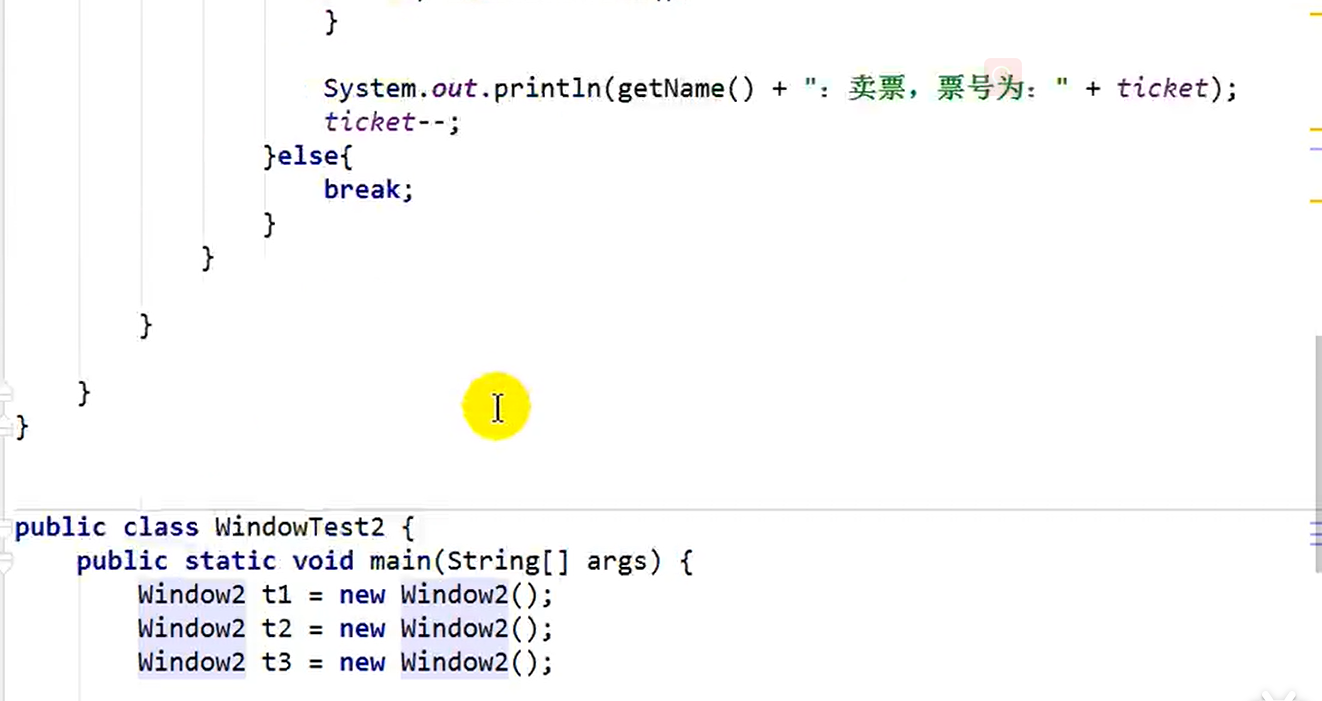 }
System.out.println(getName() + "：卖票，票号为：" + ticket);
ticket--;
}else{
break;
}
}
}
}
}
public class WindowTest2 {
public static void main(String[] args) {
Window2 t1 = new Window2();
Window2 t2 = new Window2();
Window2 t3 = new Window2();